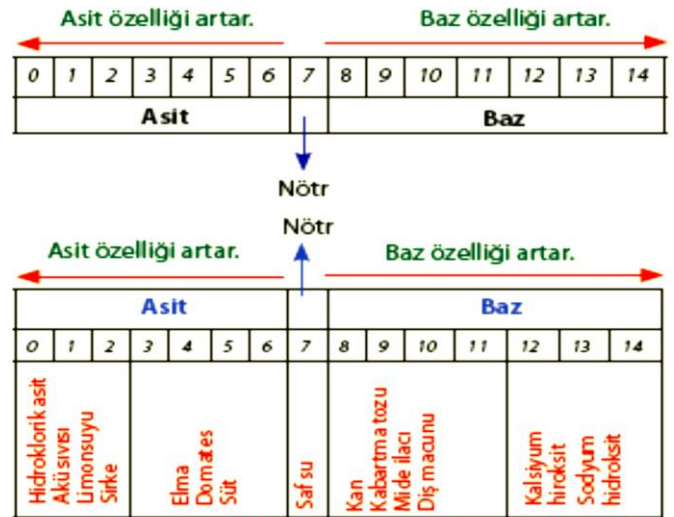 Asit özelliği artar. Baz özelliği artar.
0 1 2 3 4 5 6 7 8 9 10 11 12 13 14
Asit Baz
Nötr
Nötr
Asit özelliği artar. Baz özelliği artar.
Asit Baz
0 1 2 3 4 5 6 7 8 9 10 11 12 13 14
Hidroklorik asit
Akü sıvısı
Limonsuyu
Sirke
Elma
Domates
Süt
Saf su
Kan
Kabartma tozu
Mide ilacı
Diş macunu
Kalsiyum
hiroksit
Sodyum
hidroksit